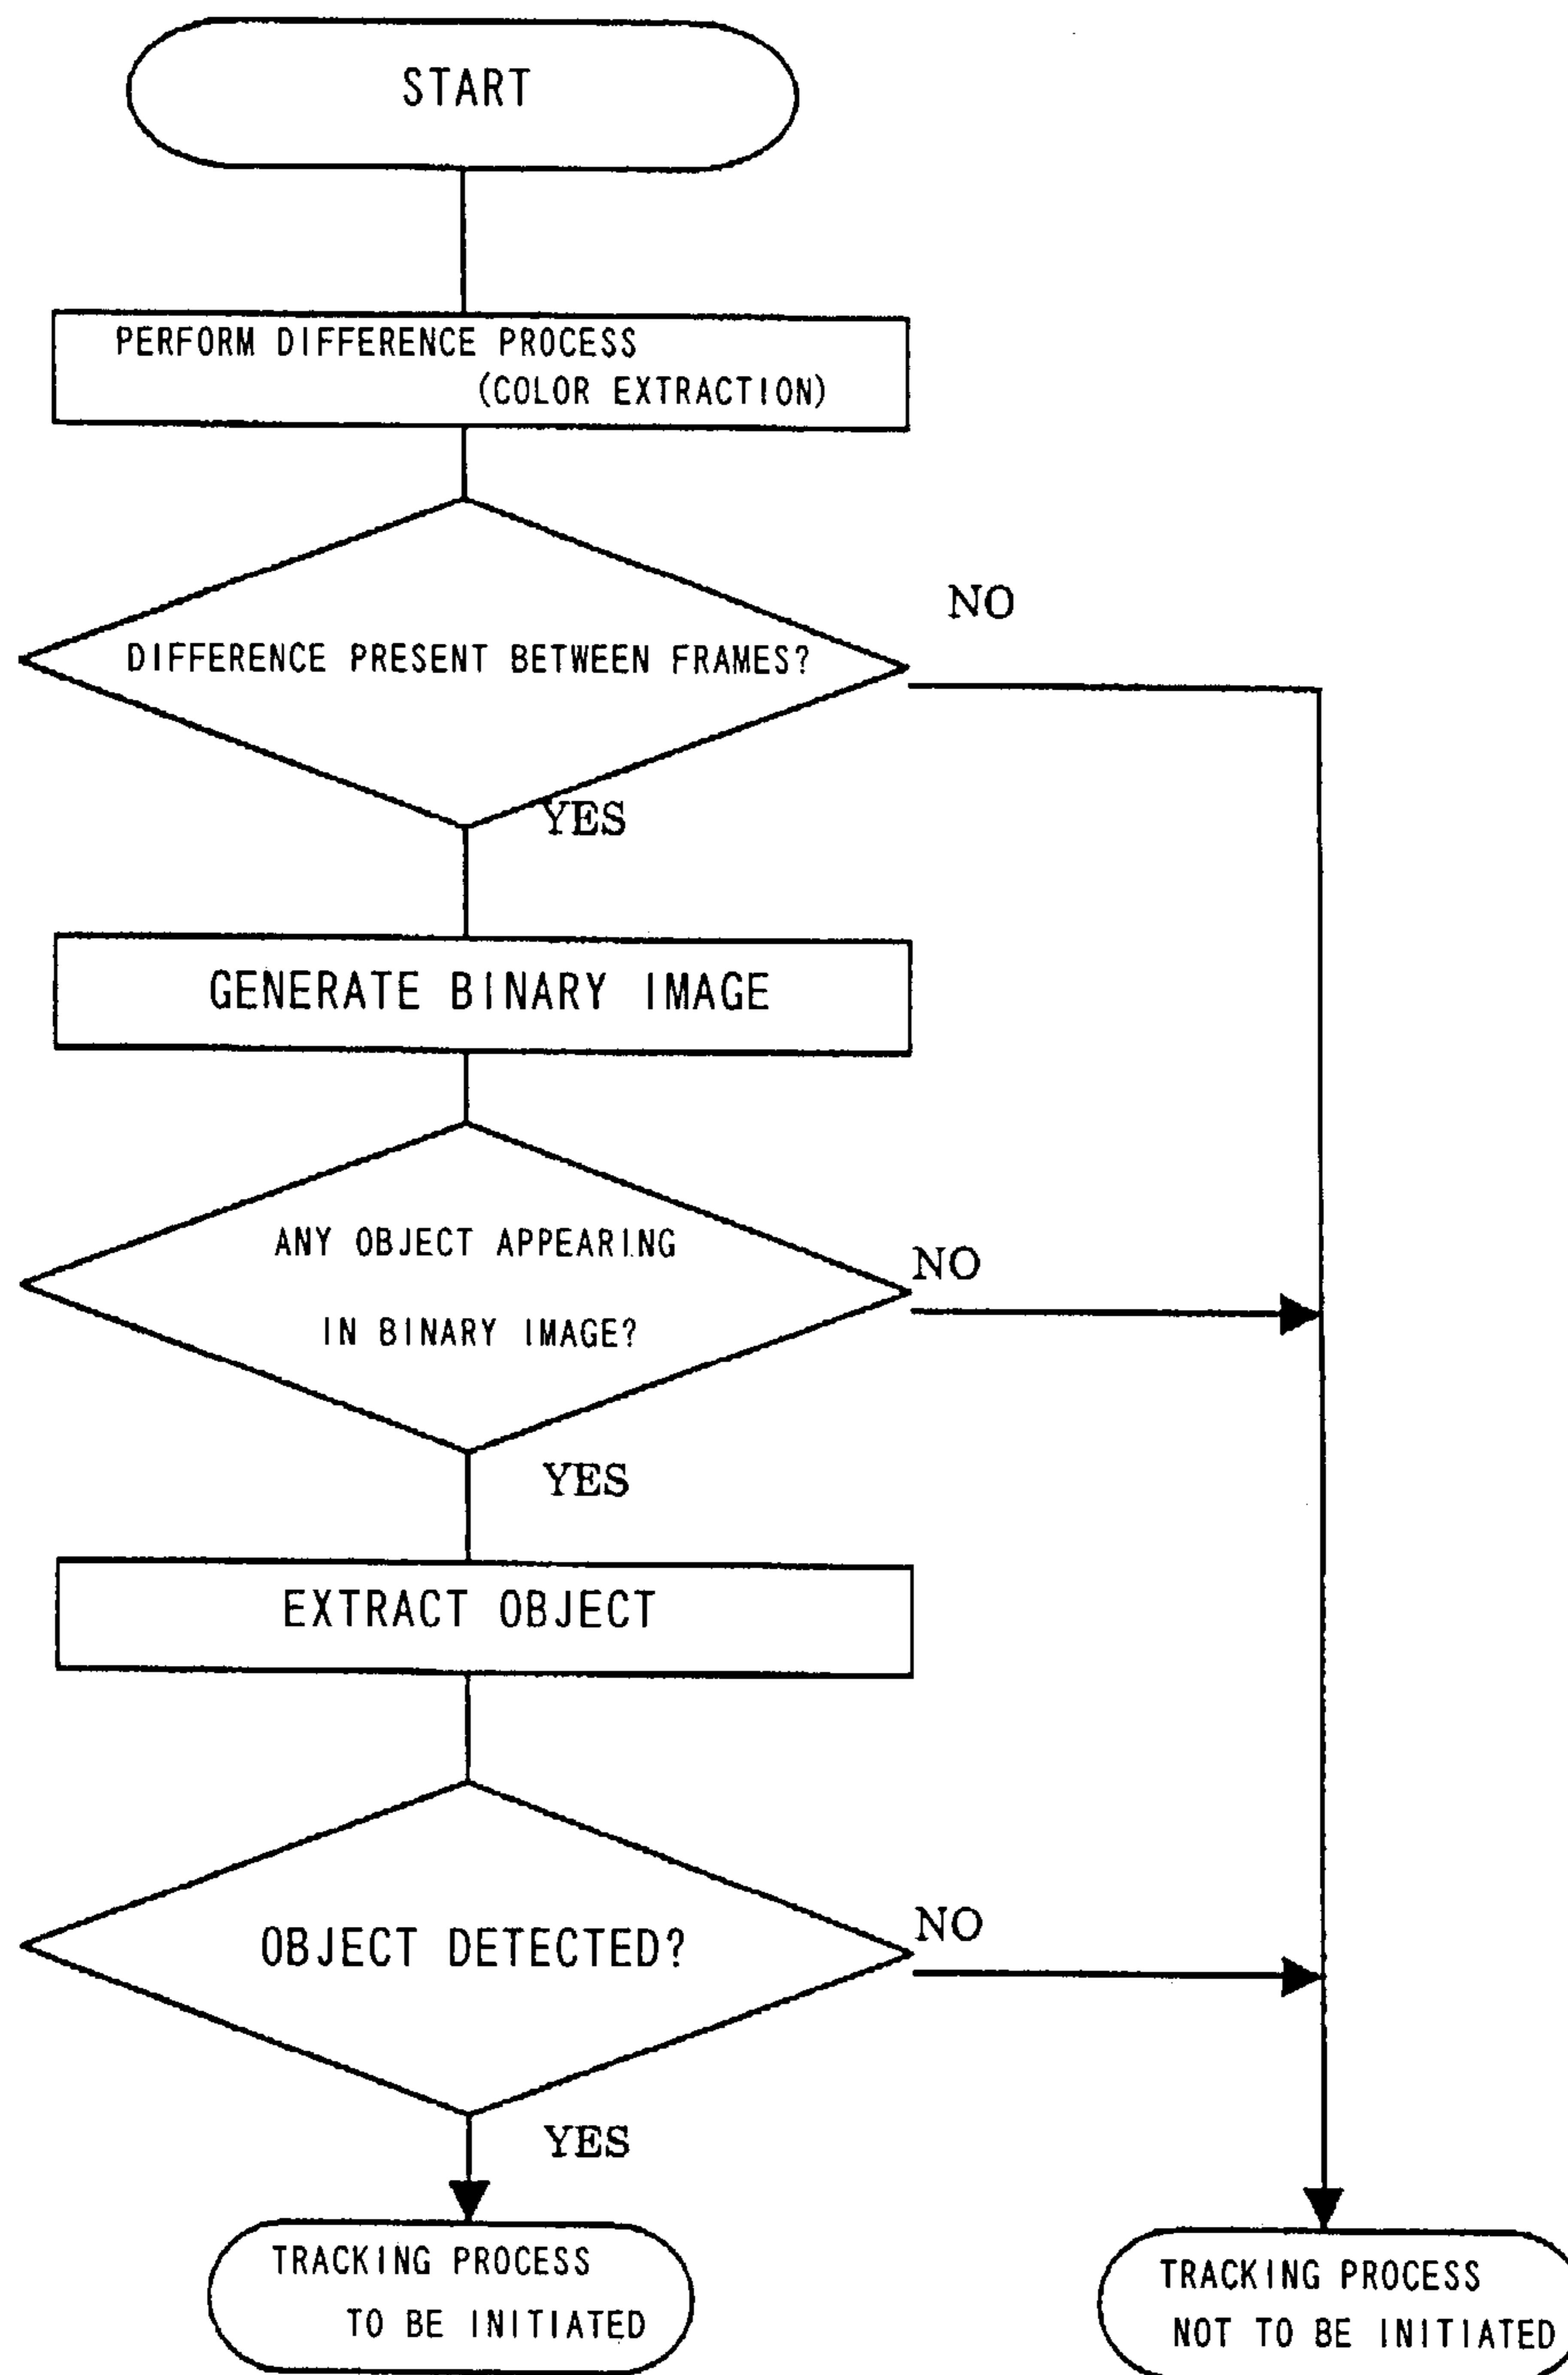 START
PERFORM DIFFERENCE PROCESS
(COLOR EXTRACTION)
NO
DIFFERENCE PRESENT BETWEEN FRAMES?
YES
GENERATE BINARY IMAGE
ANY OBJECT APPEARING
NO
IN BINARY IMAGE?
YES
EXTRACT OBJECT
NO
OBJECT DETECTED?
YES
TRACKING PROCESS
TO BE INITIATED
TRACKING PROCESS
NOT TO BE INITIATED